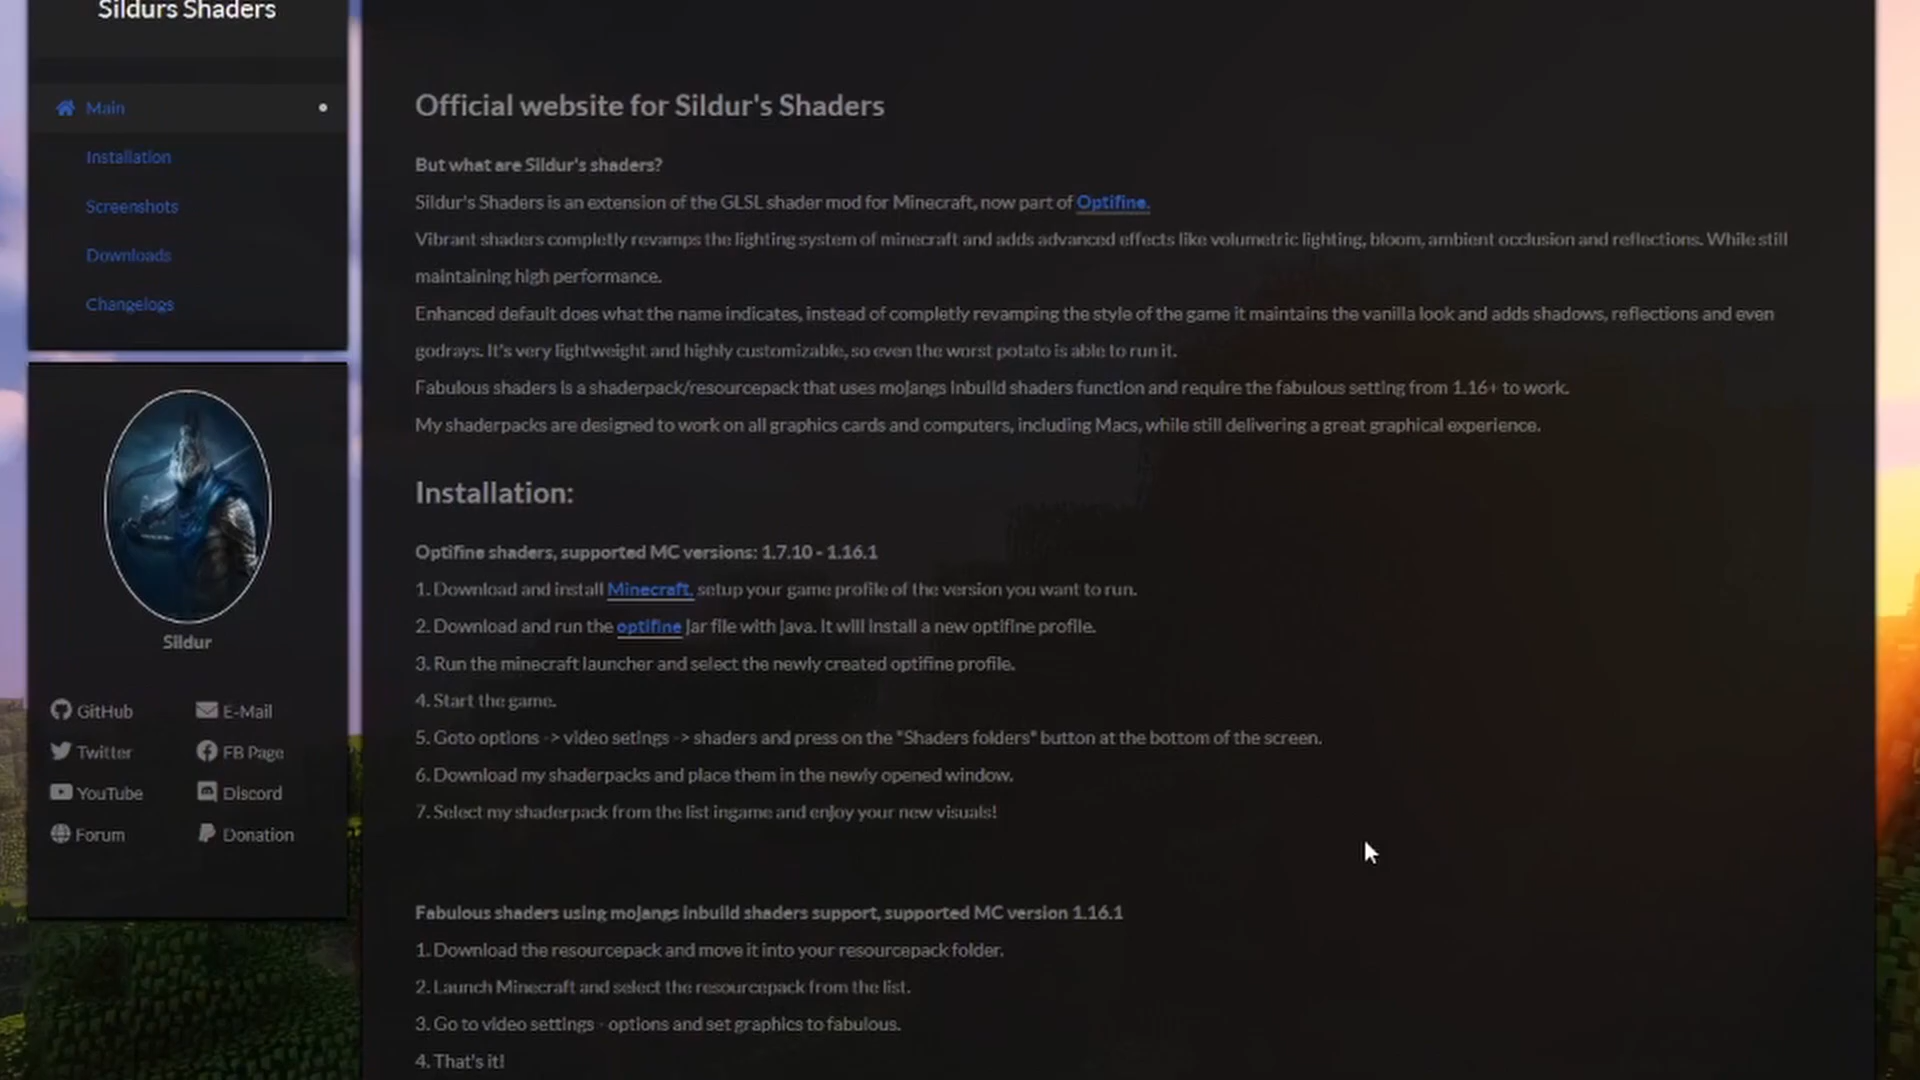 Sildurs Shaders
Main
Installation
Screenshots
Downloads
Changelogs
Sildur
GitHub
E-Mail
Twitter
FB Page
YouTube
Discord
Forum
Donation
Official website for Sildur's Shaders
But what are Sildur's shaders?
Sildur's Shaders is an extension of the GLSL shader mod for Minecraft, now part of Optifine.
Vibrant shaders completly revamps the lighting system of minecraft and adds advanced effects like volumetric lighting, bloom, ambient occlusion and reflections. While still
maintaining high performance.
Enhanced default does what the name indicates, instead of completly revamping the style of the game it maintains the vanilla look and adds shadows, reflections and even
godrays. It's very lightweight and highly customizable, so even the worst potato is able to run it.
Fabulous shaders is a shaderpack/resourcepack that uses mojangs inbuild shaders function and require the fabulous setting from 1.16+ to work.
My shaderpacks are designed to work on all graphics cards and computers, including Macs, while still delivering a great graphical experience.
Installation:
Optifine shaders, supported MC versions: 1.7.10 - 1.16.1
1. Download and install Minecraft, setup your game profile of the version you want to run.
2. Download and run the optifine jar file with java. It will install a new optifine profile.
3. Run the minecraft launcher and select the newly created optifine profile.
4. Start the game.
5. Goto options -> video setings -> shaders and press on the "Shaders folders" button at the bottom of the screen.
6. Download my shaderpacks and place them in the newly opened window.
7. Select my shaderpack from the list ingame and enjoy your new visuals!
Fabulous shaders using mojangs inbuild shaders support, supported MC version 1.16.1
1. Download the resourcepack and move it into your resourcepack folder.
2. Launch Minecraft and select the resourcepack from the list.
3. Go to video settings - options and set graphics to fabulous.
4. That's it!